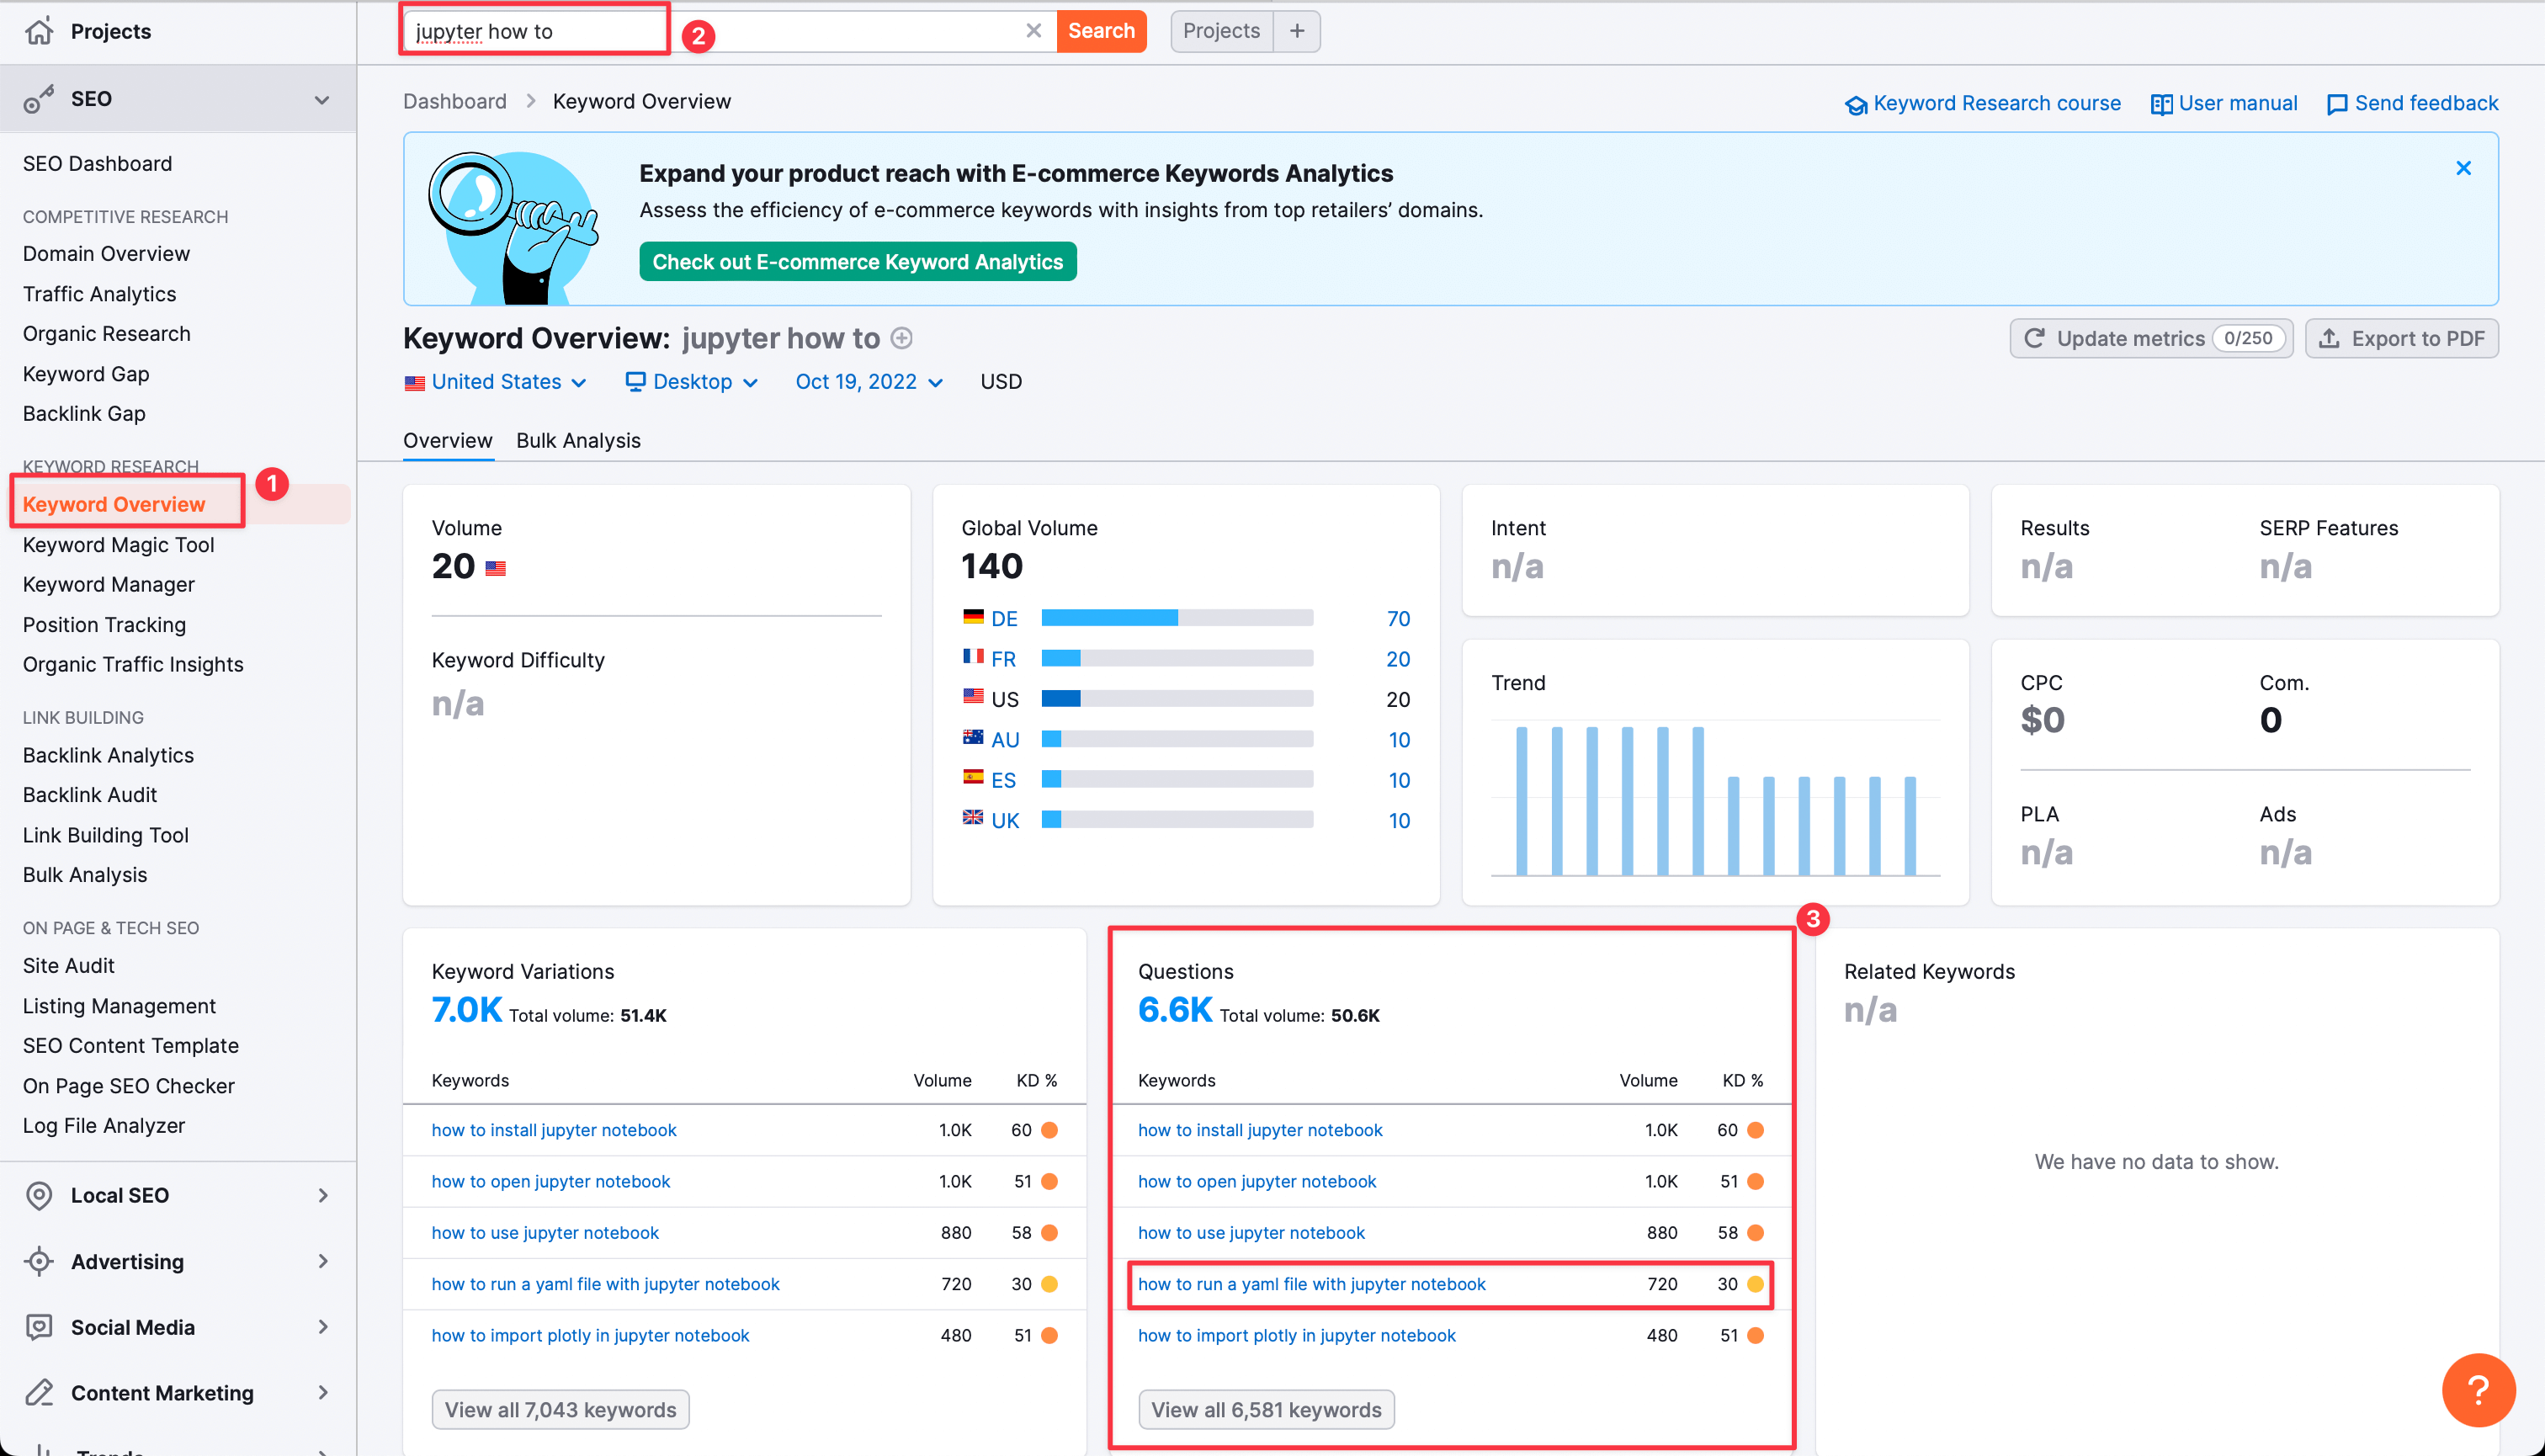 Projects
jupyter how to
2
Search
Projects
+
SEO
SEO Dashboard
COMPETITIVE RESEARCH
Domain Overview
Traffic Analytics
Organic Research
Keyword Gap
Backlink Gap
KEYWORD RESEARCH
1
Keyword Overview
Keyword Magic Tool
Keyword Manager
Position Tracking
Organic Traffic Insights
LINK BUILDING
Backlink Analytics
Backlink Audit
Link Building Tool
Bulk Analysis
ON PAGE & TECH SEO
Site Audit
Listing Management
SEO Content Template
On Page SEO Checker
Log File Analyzer
Local SEO
Advertising
Social Media
Content Marketing
Trends
Dashboard > Keyword Overview
Keyword Research course
User manual
Send feedback
Expand your product reach with E-commerce Keywords Analytics
Assess the efficiency of e-commerce keywords with insights from top retailers’ domains.
Check out E-commerce Keyword Analytics
Keyword Overview: jupyter how to
Update metrics 0/250
Export to PDF
United States
Desktop
Oct 19, 2022
USD
Overview
Bulk Analysis
Volume
20
Keyword Difficulty
n/a
Global Volume
140
DE 70
FR 20
US 20
AU 10
ES 10
UK 10
Intent
n/a
Results
n/a
SERP Features
n/a
Trend
CPC
$0
Com.
0
PLA
n/a
Ads
n/a
Keyword Variations
7.0K Total volume: 51.4K
Keywords Volume KD %
how to install jupyter notebook 1.0K 60
how to open jupyter notebook 1.0K 51
how to use jupyter notebook 880 58
how to run a yaml file with jupyter notebook 720 30
how to import plotly in jupyter notebook 480 51
View all 7,043 keywords
3
Questions
6.6K Total volume: 50.6K
Keywords Volume KD %
how to install jupyter notebook 1.0K 60
how to open jupyter notebook 1.0K 51
how to use jupyter notebook 880 58
how to run a yaml file with jupyter notebook 720 30
how to import plotly in jupyter notebook 480 51
View all 6,581 keywords
Related Keywords
n/a
We have no data to show.
?